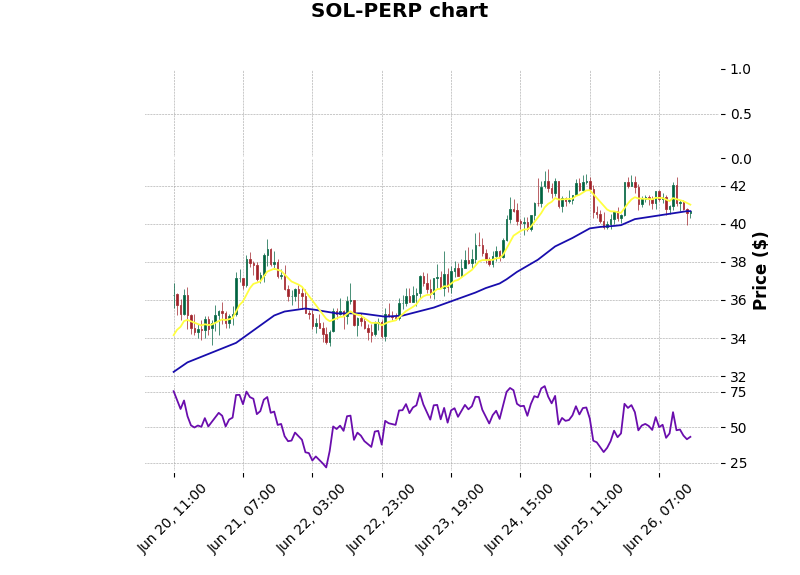 SOL-PERP chart
1.0
0.5
0.0
42
40
38
36
34
32
75
50
25
Price ($)
Jun 20, 11:00
Jun 21, 07:00
Jun 22, 03:00
Jun 22, 23:00
Jun 23, 19:00
Jun 24, 15:00
Jun 25, 11:00
Jun 26, 07:00